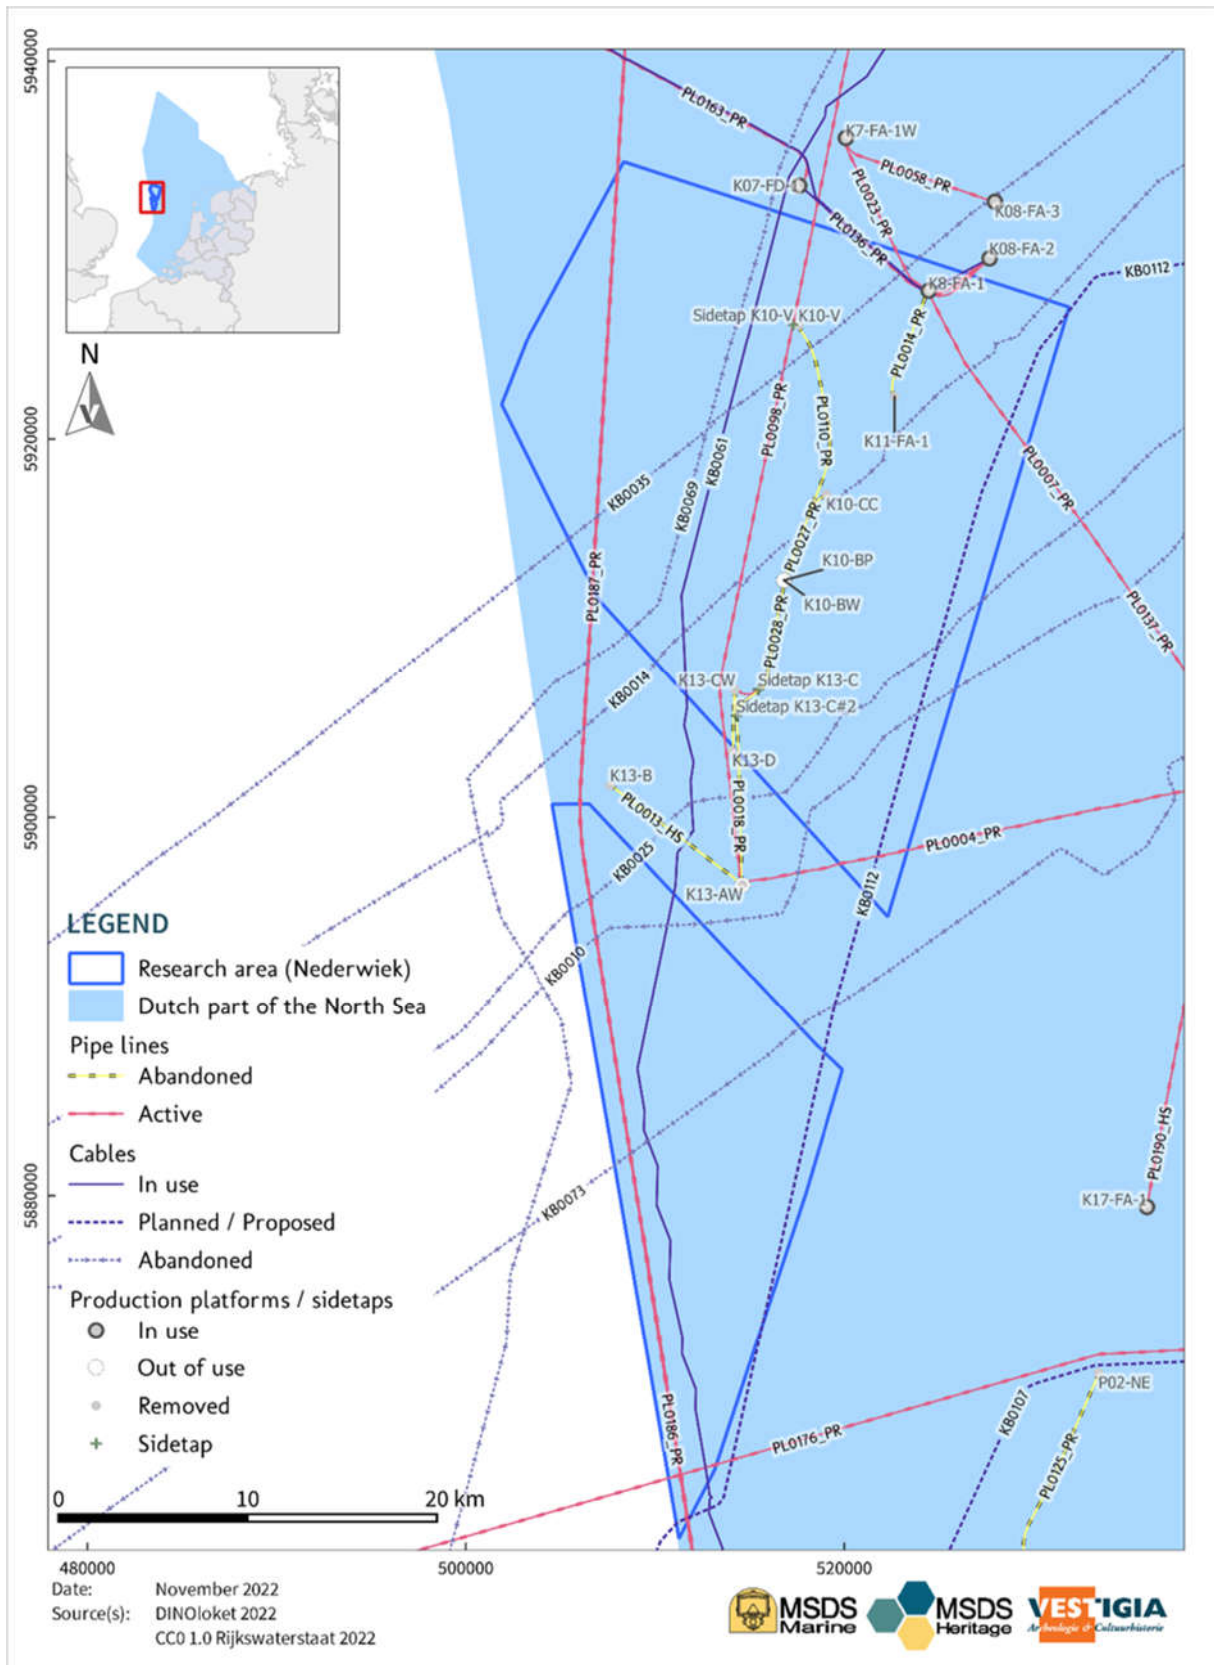 5940000
5920000
5900000
5880000
PL0163_PR
K7-FA-1W
PL0058_PR
K07-FD-1
PL0023_PR
K08-FA-3
PL0136_PR
K08-FA-2
KB0112
K8-FA-1
Sidetap K10-V
K10-V
PL0014_PR
PL0098_PR
PL0110_PR
K11-FA-1
KB0061
KB0069
KB0035
PL0007_PR
K10-CC
PL0027_PR
K10-BP
PL0187_PR
K10-BW
PL0137_PR
PL0028_PR
KB0014
K13-CW
Sidetap K13-C
Sidetap K13-C#2
K13-D
K13-B
PL0013_HS
PL0018_PR
PL0004_PR
KB0025
K13-AW
KB0112
KB0010
PL0190_HS
K17-FA-1
KB0073
P02-NE
KB0107
PL0186_PR
PL0176_PR
PL0125_PR
N
LEGEND
Research area (Nederwiek)
Dutch part of the North Sea
Pipe lines
Abandoned
Active
Cables
In use
Planned / Proposed
Abandoned
Production platforms / sidetaps
In use
Out of use
Removed
Sidetap
0 10 20 km
480000 500000 520000
Date: November 2022
Source(s): DINOloket 2022
CC0 1.0 Rijkswaterstaat 2022
MSDS
Marine
MSDS
Heritage
VESTIGIA
Archeologie & Cultuurhistorie